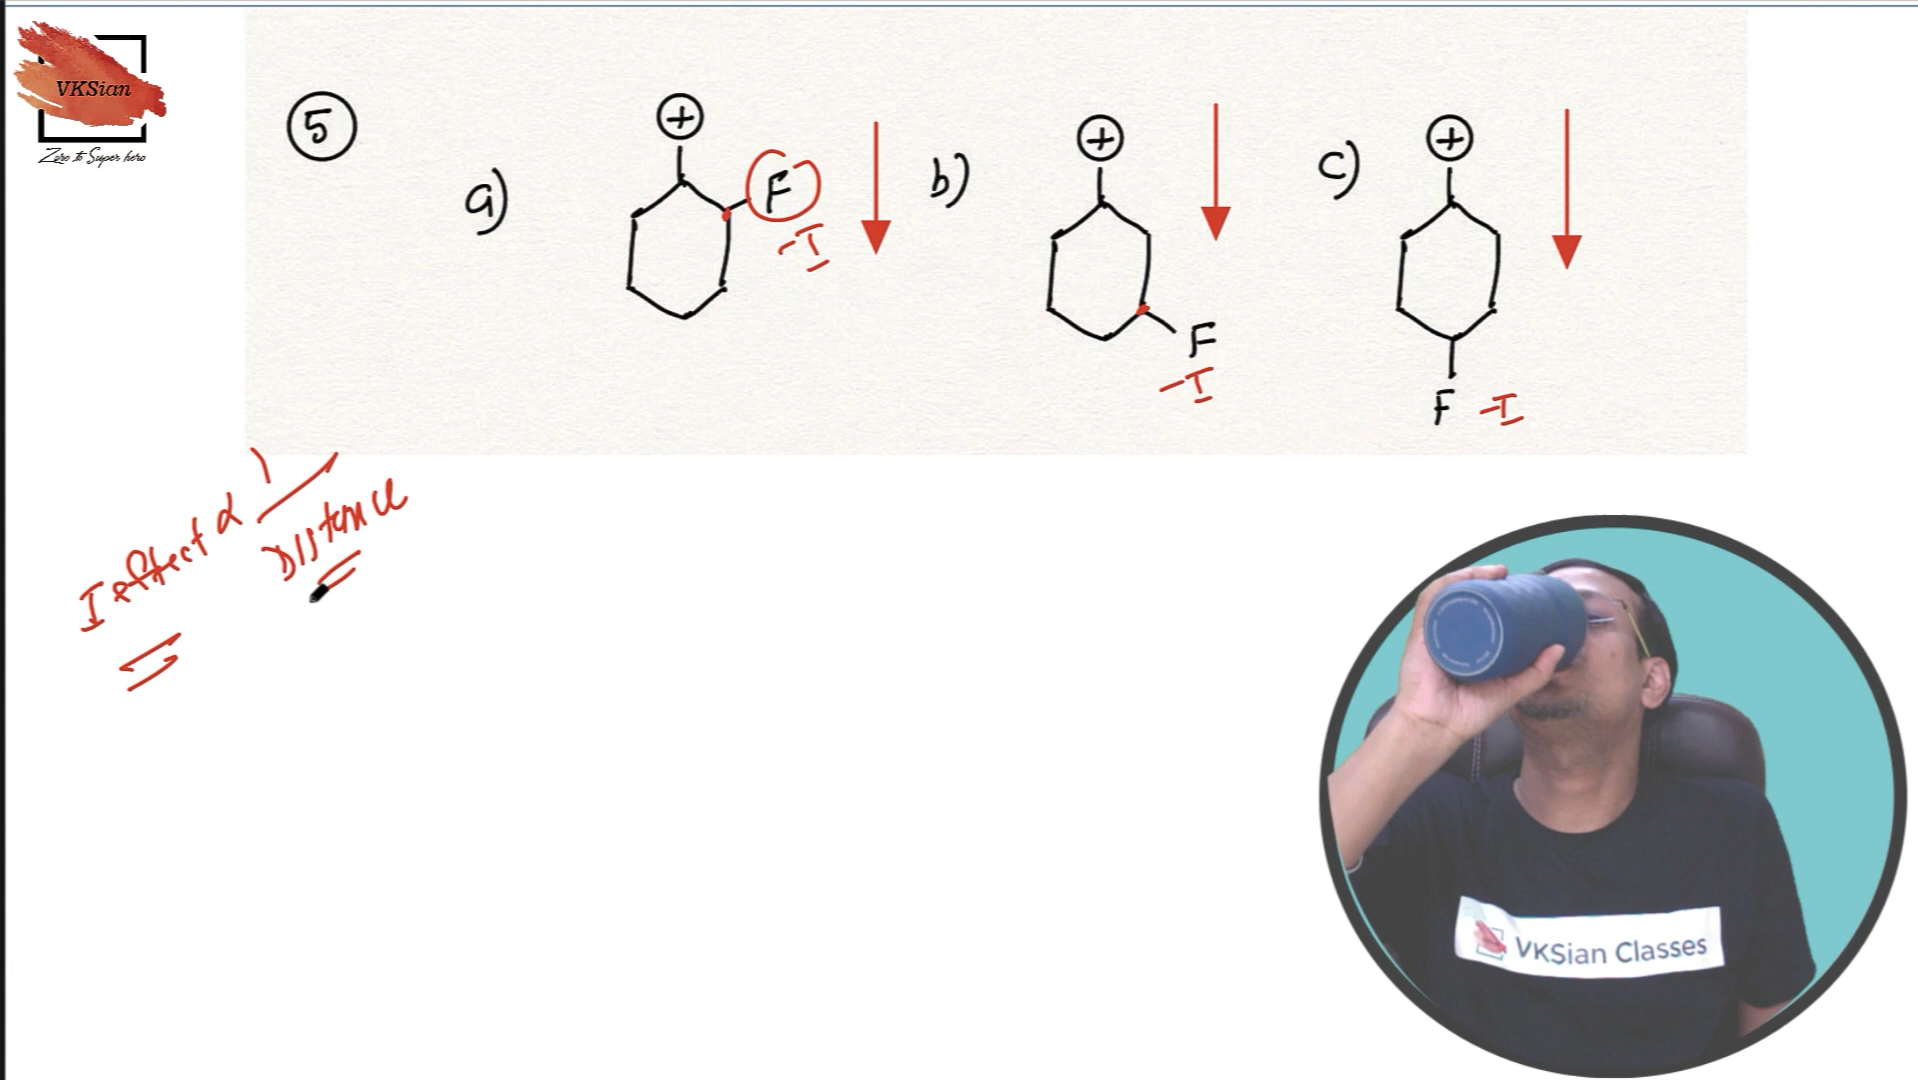 VKSian
Zero to Super hero
5
a)
+
F
-I
b)
+
F
-I
c)
+
F
-I
I effect α 1
Distance
VKSian Classes